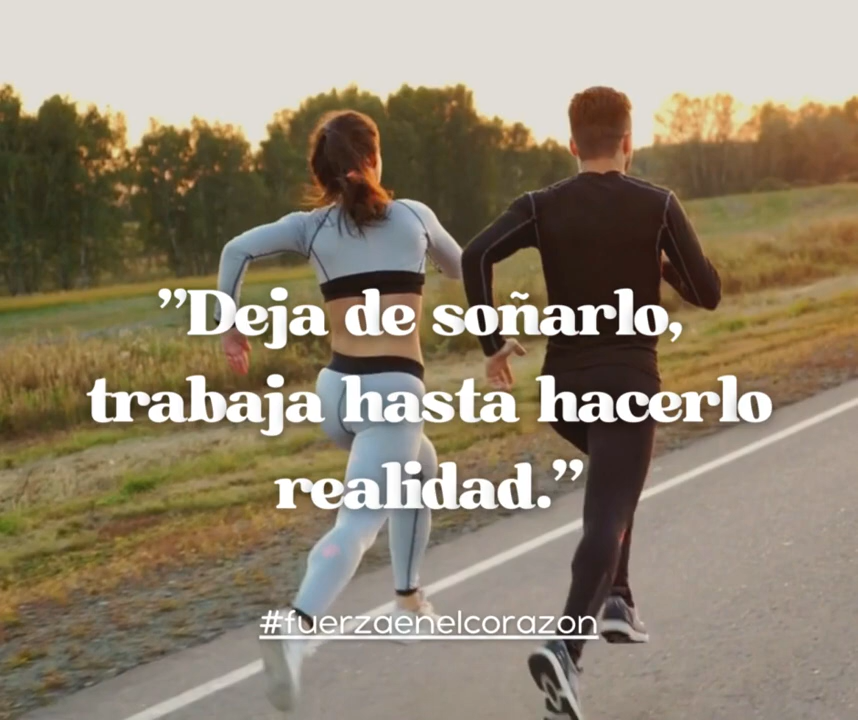 ”Deja de soñarlo,
trabaja hasta hacerlo
realidad.”
#fuerzaenelcorazon